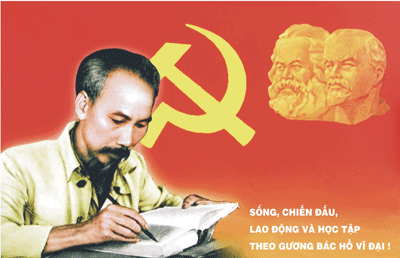 SỐNG, CHIẾN ĐẤU,
LAO ĐỘNG VÀ HỌC TẬP
THEO GƯƠNG BÁC HỒ VĨ ĐẠI !